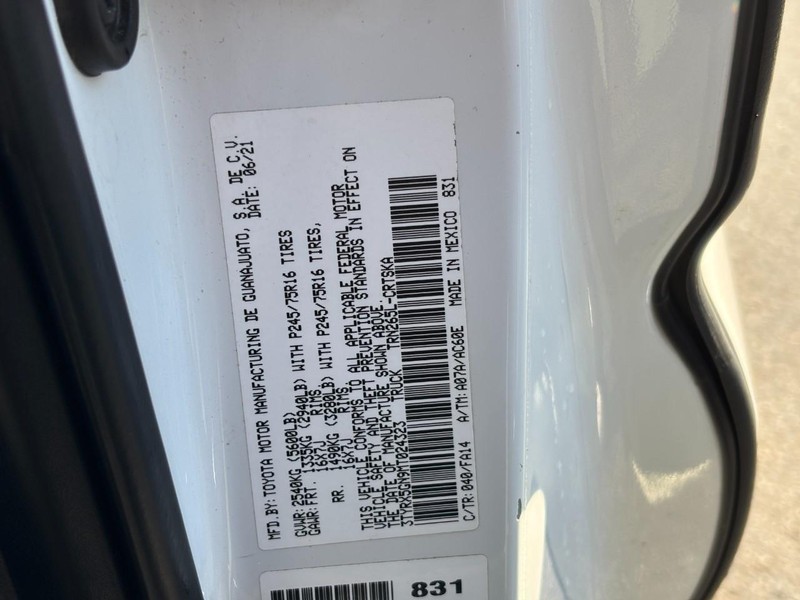 MFD.BY:TOYOTA MOTOR MANUFACTURING DE GUANAJUATO, S.A. DE C.V.
DATE: 06/21
GVWR:2540KG (5600LB)
GAWR:FRT. 1335KG (2940LB) WITH P245/75R16 TIRES
16X7J RIMS,
RR. 1490KG (3280LB) WITH P245/75R16 TIRES,
16X7J RIMS.
THIS VEHICLE CONFORMS TO ALL APPLICABLE FEDERAL MOTOR
VEHICLE SAFETY AND THEFT PREVENTION STANDARDS IN EFFECT ON
THE DATE OF MANUFACTURE SHOWN ABOVE.
3TYRX5GN9MT024323 TRUCK TRN265L-CRTSKA
C/TR:040/FA14 A/TM:A07A/AC60E MADE IN MEXICO 831
831